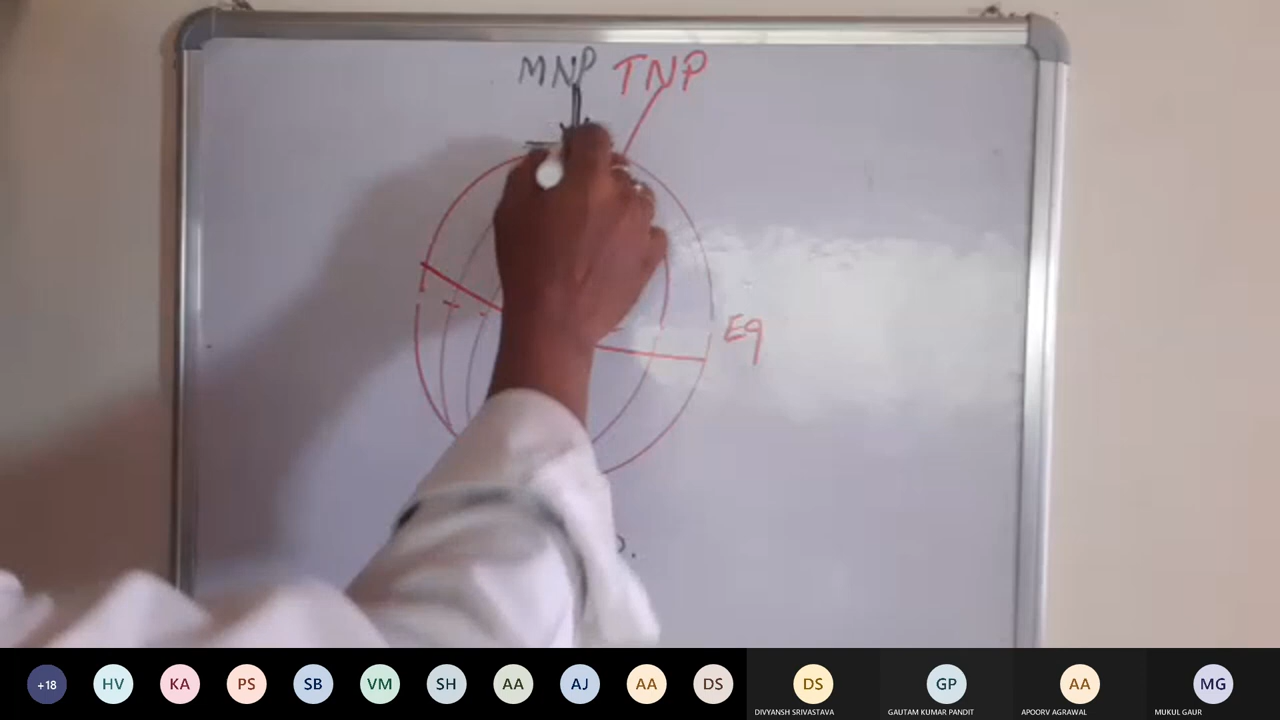 MNP TNP
Eq
+18 HV KA PS SB VM SH AA AJ AA DS DS GP AA MG
DIVYANSH SRIVASTAVA GAUTAM KUMAR PANDIT APOORV AGRAWAL MUKUL GAUR